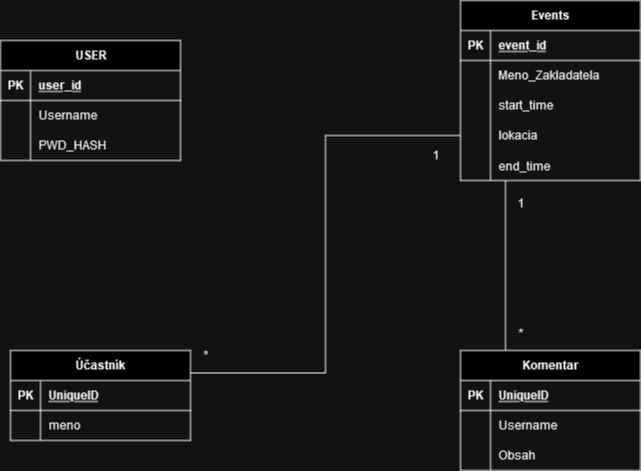 USER
PK user_id
Username
PWD_HASH
Events
PK event_id
Meno_Zakladatela
start_time
lokacia
end_time
1
1
*
*
Účastník
PK UniqueID
meno
Komentar
PK UniqueID
Username
Obsah